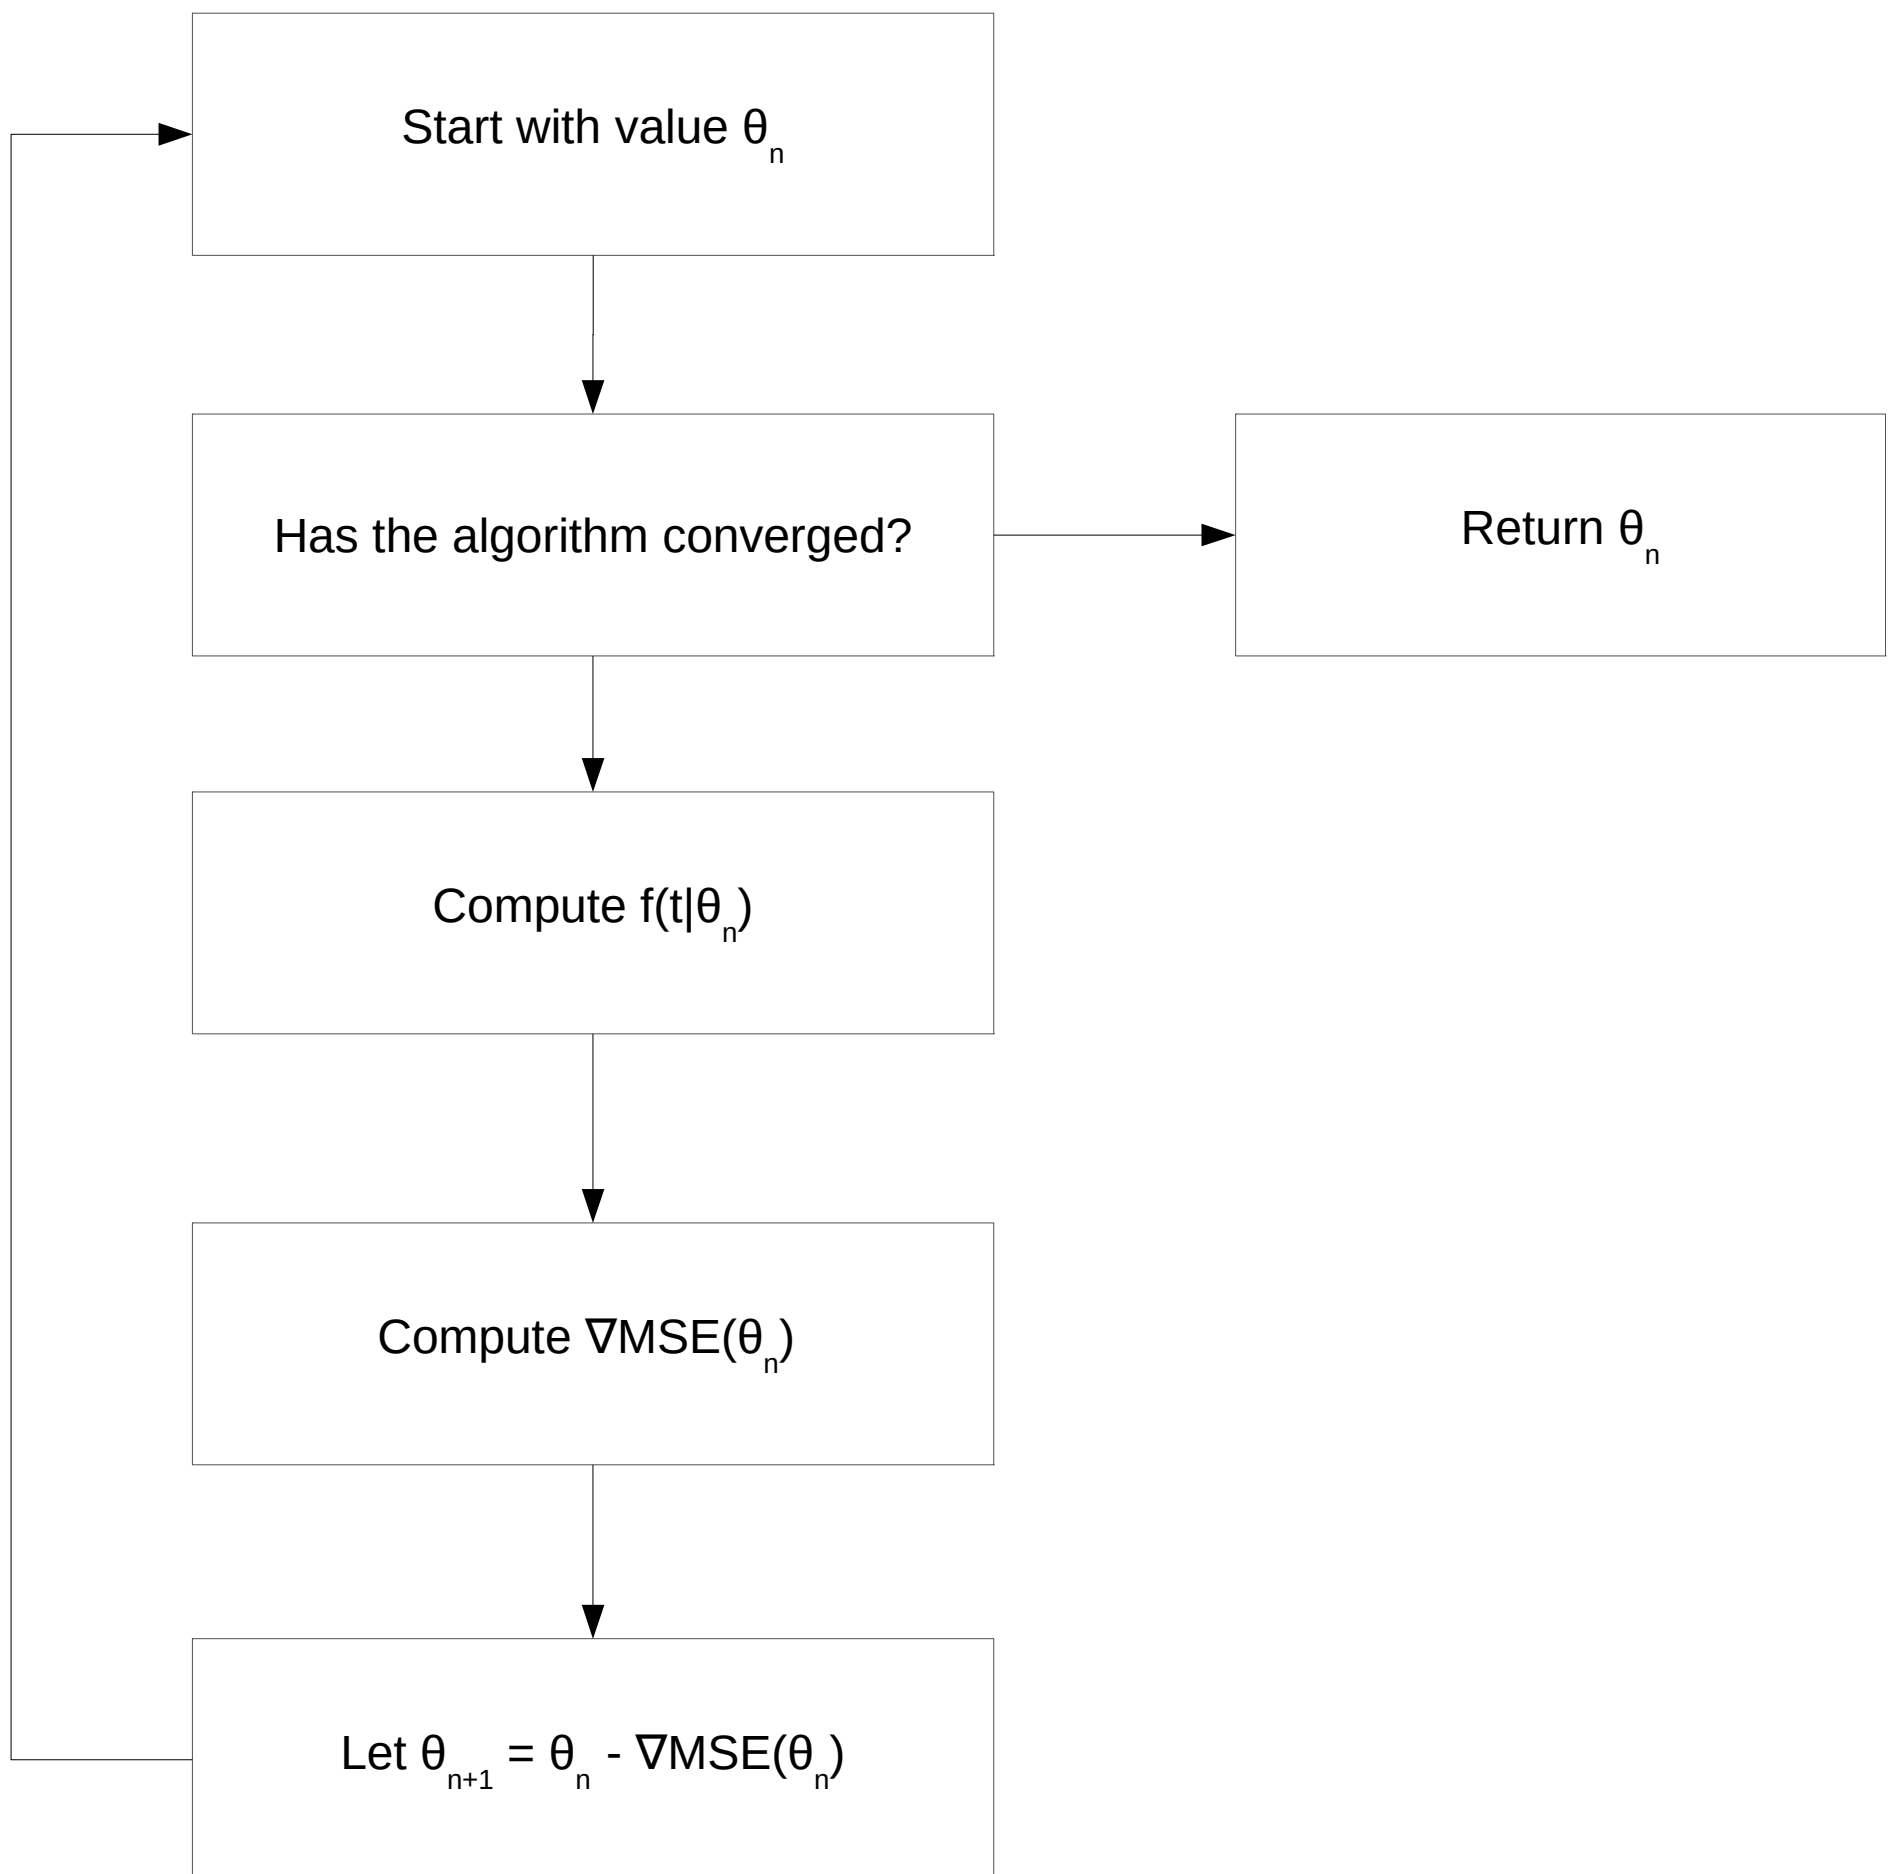 Start with value θn
Has the algorithm converged?
Return θn
Compute f(t|θn)
Compute ∇MSE(θn)
Let θn+1 = θn - ∇MSE(θn)